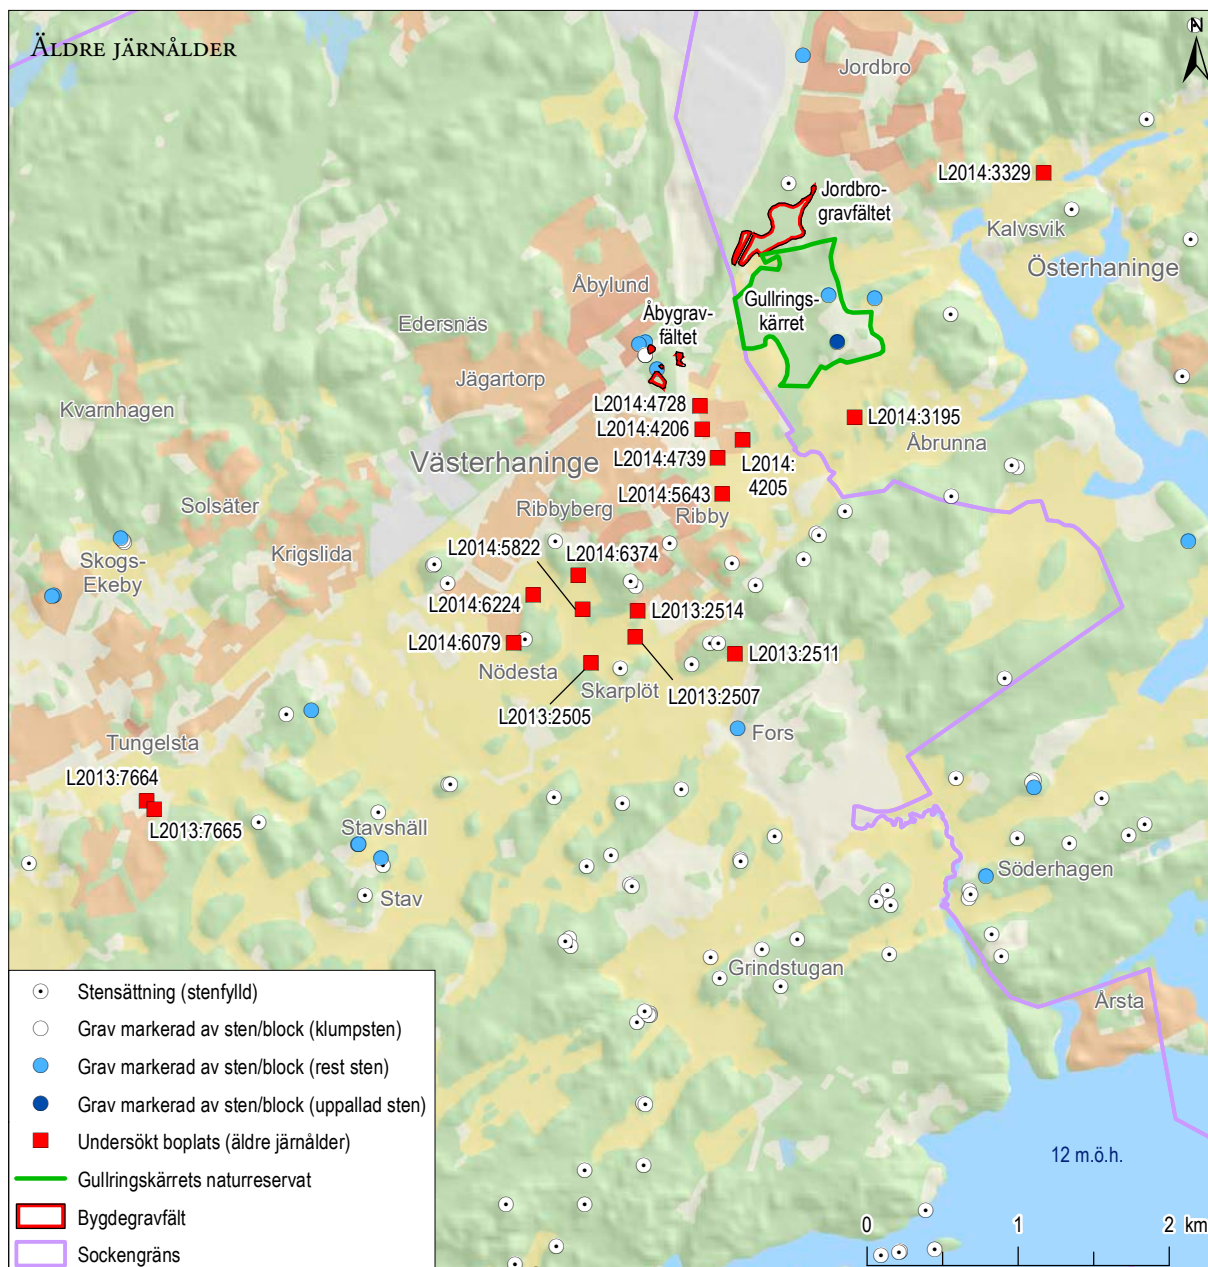 ÄLDRE JÄRNÅLDER
N
Jordbro
L2014:3329
Jordbro-
gravfältet
Kalvsvik
Österhaninge
Åbylund
Gullrings-
kärret
Åbygrav-
fältet
Edersnäs
Jägartorp
Kvarnhagen
L2014:4728
L2014:4206
L2014:3195
Åbrunna
Västerhaninge
L2014:4739
L2014:
4205
L2014:5643
Solsäter
Ribbyberg
Ribby
Krigslida
L2014:5822
L2014:6374
Skogs-
Ekeby
L2014:6224
L2013:2514
L2014:6079
L2013:2511
Nödesta
Skarplöt
L2013:2507
L2013:2505
Fors
Tungelsta
L2013:7664
L2013:7665
Stavshäll
Söderhagen
Stav
Grindstugan
Årsta
Stensättning (stenfylld)
Grav markerad av sten/block (klumpsten)
Grav markerad av sten/block (rest sten)
Grav markerad av sten/block (uppallad sten)
Undersökt boplats (äldre järnålder)
Gullringskärrets naturreservat
Bygdegravfält
Sockengräns
12 m.ö.h.
0 1 2 km